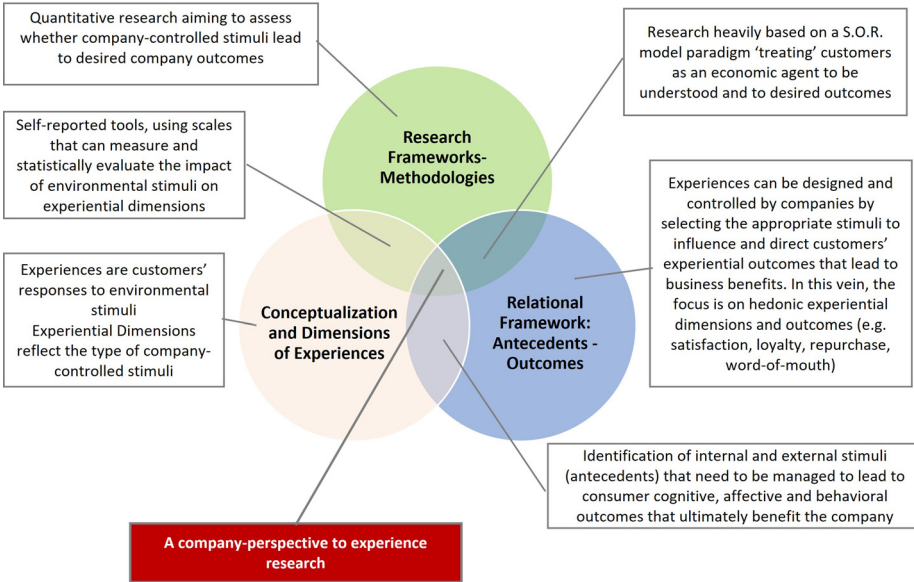 Quantitative research aiming to assess
whether company-controlled stimuli lead
to desired company outcomes
Research heavily based on a S.O.R.
model paradigm ‘treating’ customers
as an economic agent to be
understood and to desired outcomes
Self-reported tools, using scales
that can measure and
statistically evaluate the impact
of environmental stimuli on
experiential dimensions
Research
Frameworks-
Methodologies
Experiences can be designed and
controlled by companies by
selecting the appropriate stimuli to
influence and direct customers’
experiential outcomes that lead to
business benefits. In this vein, the
focus is on hedonic experiential
dimensions and outcomes (e.g.
satisfaction, loyalty, repurchase,
word-of-mouth)
Experiences are customers’
responses to environmental
stimuli
Experiential Dimensions
reflect the type of company-
controlled stimuli
Conceptualization
and Dimensions
of Experiences
Relational
Framework:
Antecedents -
Outcomes
Identification of internal and external stimuli
(antecedents) that need to be managed to lead to
consumer cognitive, affective and behavioral
outcomes that ultimately benefit the company
A company-perspective to experience
research